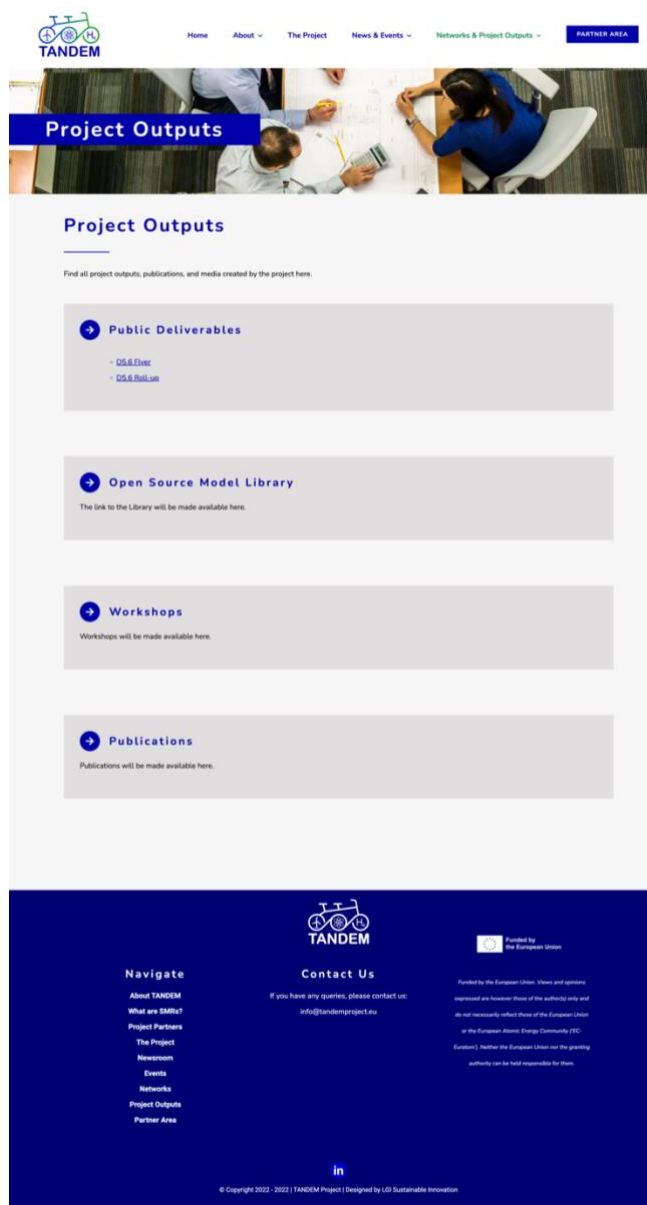 TANDEM
Home About The Project News & Events Networks & Project Outputs PARTNER AREA
Project Outputs
Project Outputs
Find all project outputs, publications, and media created by the project here.
Public Deliverables
D5.6 Flyer
D5.6 Roll-up
Open Source Model Library
The link to the Library will be made available here.
Workshops
Workshops will be made available here.
Publications
Publications will be made available here.
H₂
TANDEM
Funded by
the European Union
Navigate
About TANDEM
What are SMRs?
Project Partners
The Project
Newsroom
Events
Networks
Project Outputs
Partner Area
Contact Us
If you have any queries, please contact us:
info@tandemproject.eu
Funded by the European Union. Views and opinions
expressed are however those of the author(s) only and
do not necessarily reflect those of the European Union
or the European Atomic Energy Community ('EC-
Euratom'). Neither the European Union nor the granting
authority can be held responsible for them.
in
© Copyright 2022 - 2022 | TANDEM Project | Designed by LGI Sustainable Innovation